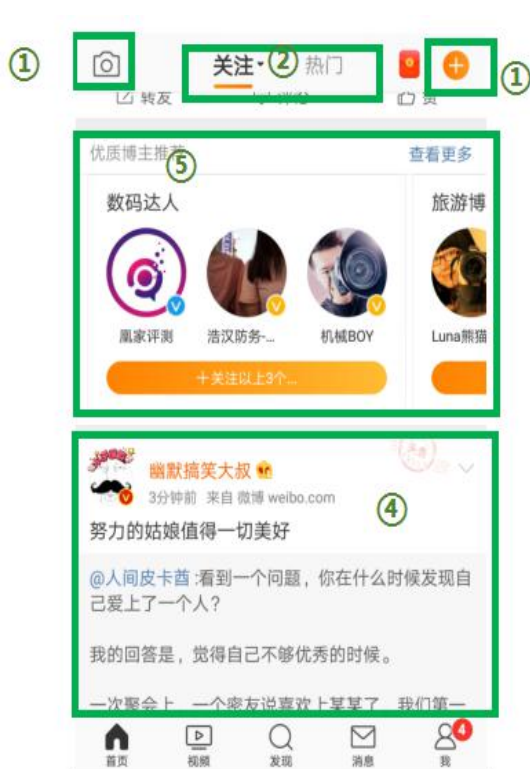 ①
关注
②
热门
①
转发
优质博主推荐
⑤
查看更多
数码达人
旅游博
凰家评测
浩汉防务-...
机械BOY
Luna熊猫
+关注以上3个...
幽默搞笑大叔
3分钟前 来自 微博 weibo.com
④
努力的姑娘值得一切美好
@人间皮卡酋:看到一个问题，你在什么时候发现自
己爱上了一个人?
我的回答是，觉得自己不够优秀的时候。
一次聚会上，一个密友说喜欢上某某了，我们第一
4
首页
视频
发现
消息
我